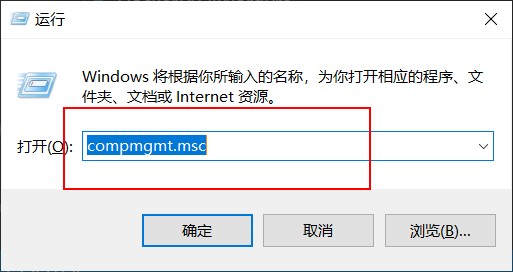 运行
Windows 将根据你所输入的名称，为你打开相应的程序、文
件夹、文档或 Internet 资源。
打开(O): compmgmt.msc
确定 取消 浏览(B)...